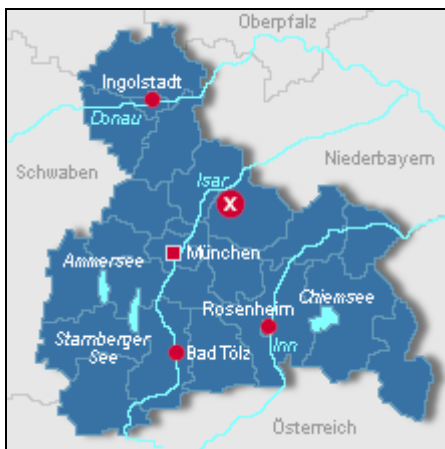 Oberpfalz
Ingolstadt
Donau
Niederbayern
Schwaben
Isar
X
München
Ammersee
Chiemsee
Rosenheim
Starnberger
See
Inn
Bad Tölz
Österreich